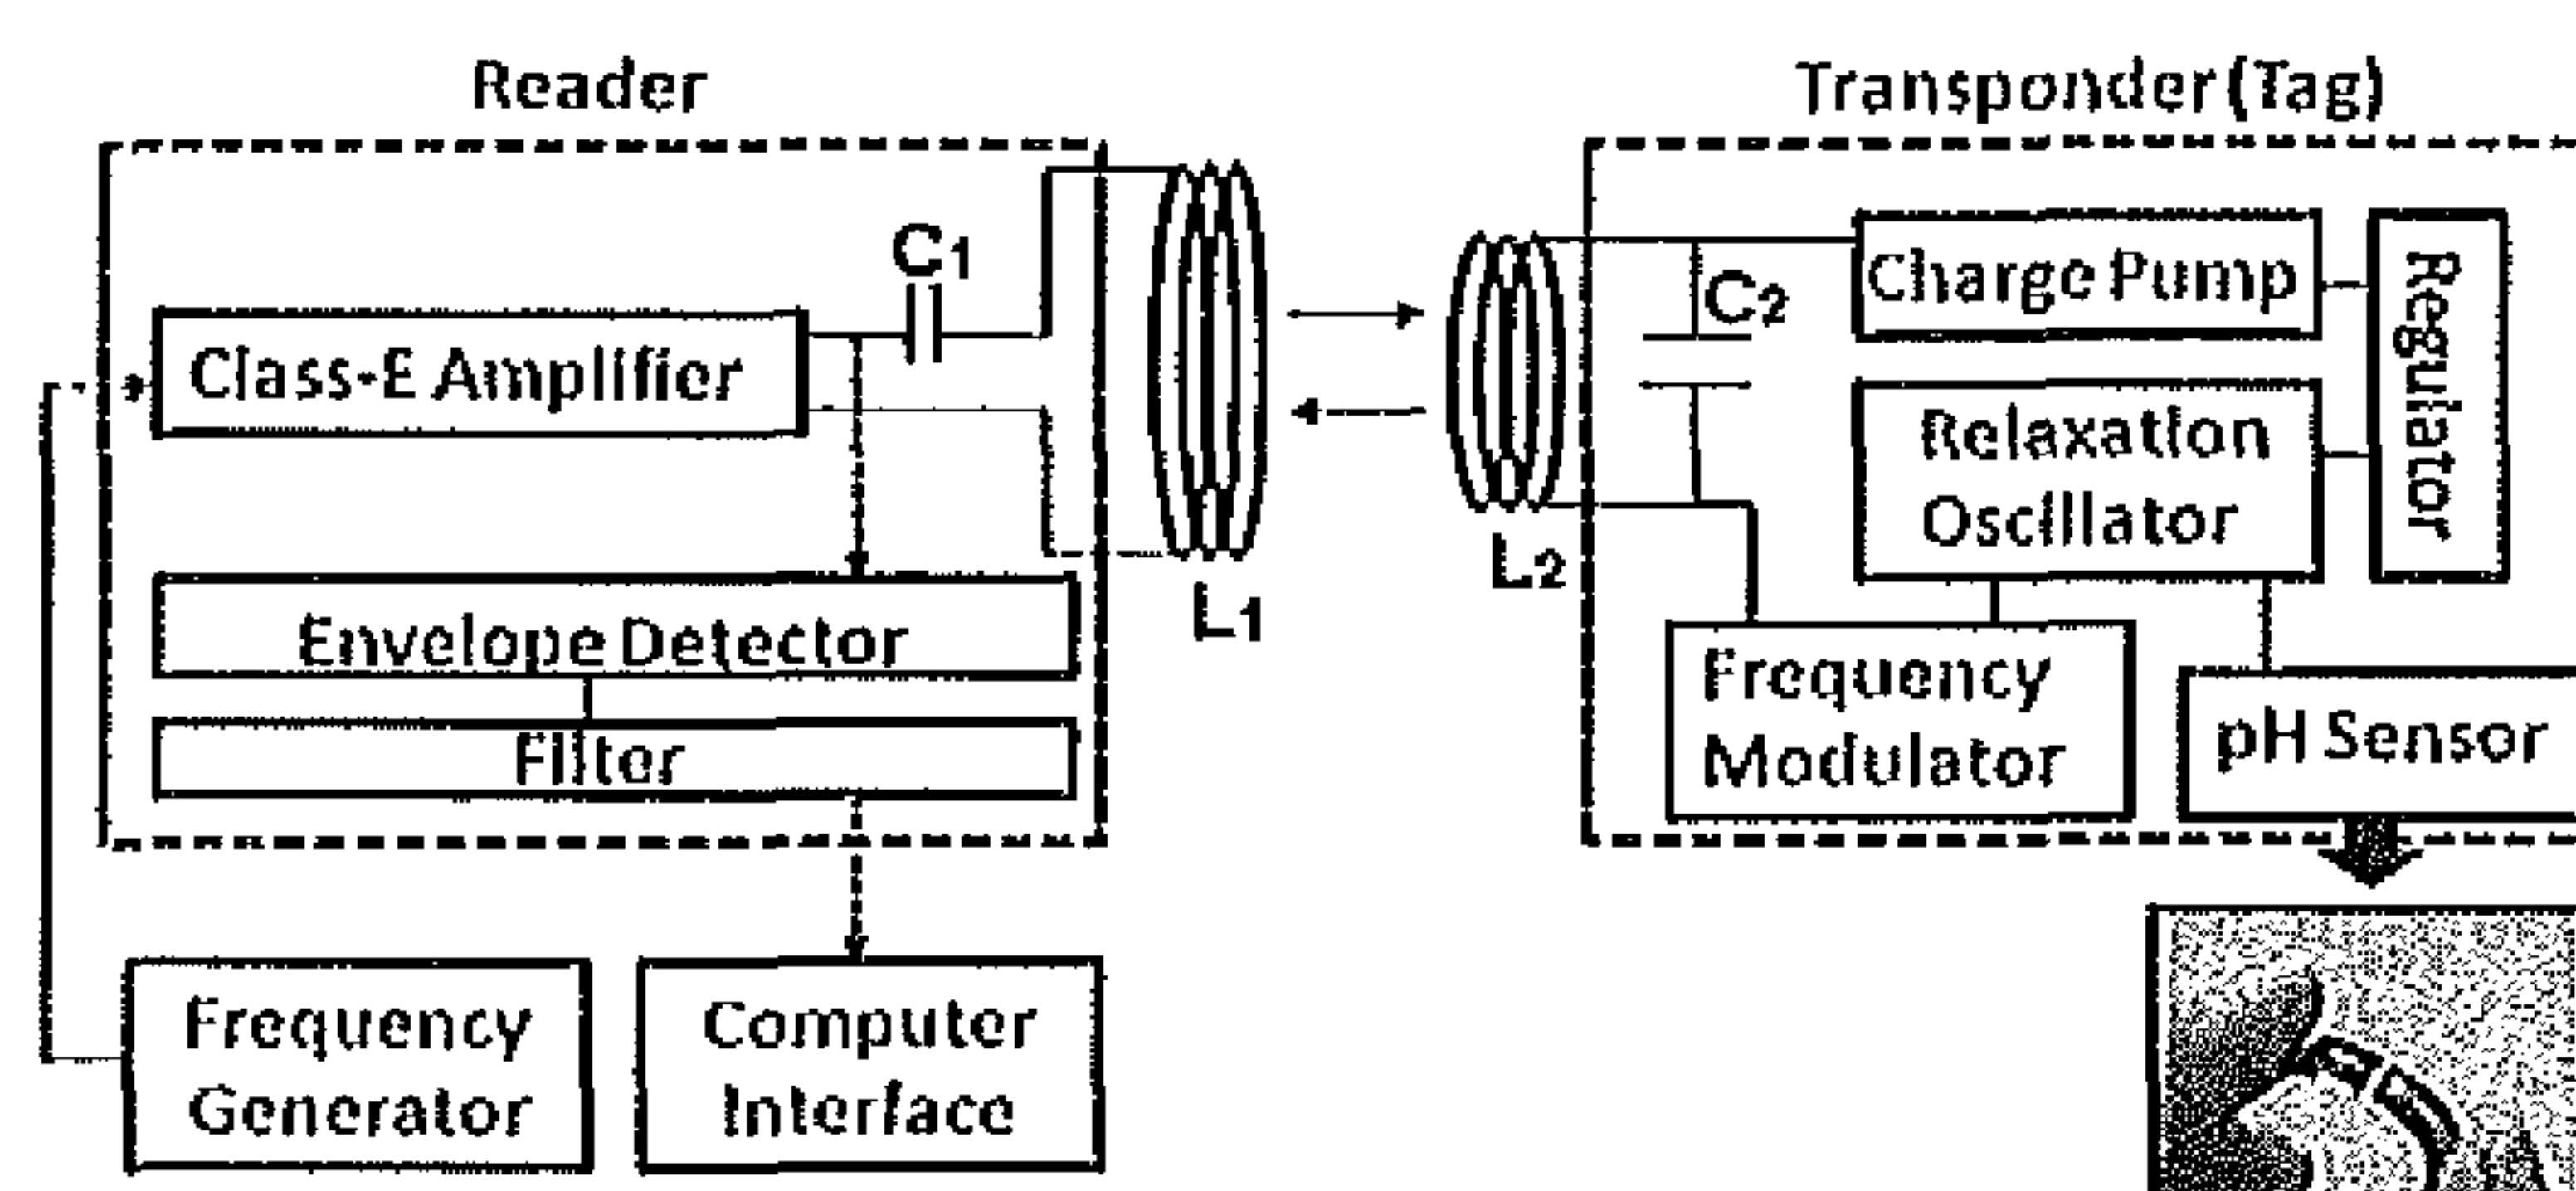 Reader
Transponder (Tag)
C1
Class-E Amplifier
Envelope Detector
Filter
L1
L2
C2
Charge Pump
Relaxation
Oscillator
Regulator
Frequency
Modulator
pH Sensor
Frequency
Generator
Computer
Interface